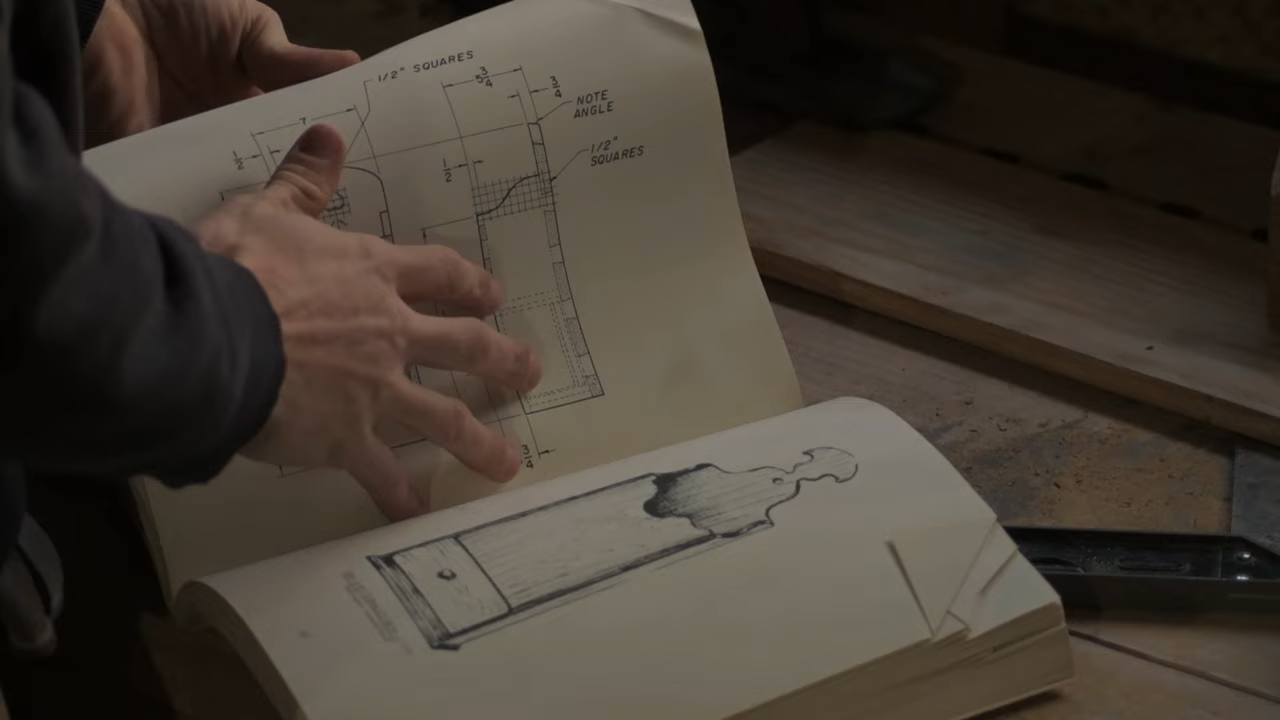 1/2" SQUARES
5 3/4
3/4
NOTE
ANGLE
7
1/2
1/2"
SQUARES
1/2
3/4